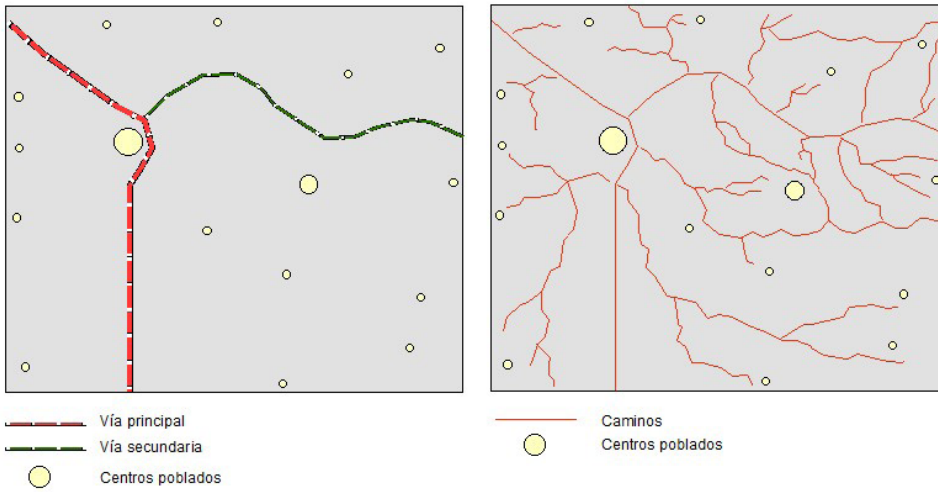 Vía principal
Vía secundaria
Centros poblados
Caminos
Centros poblados